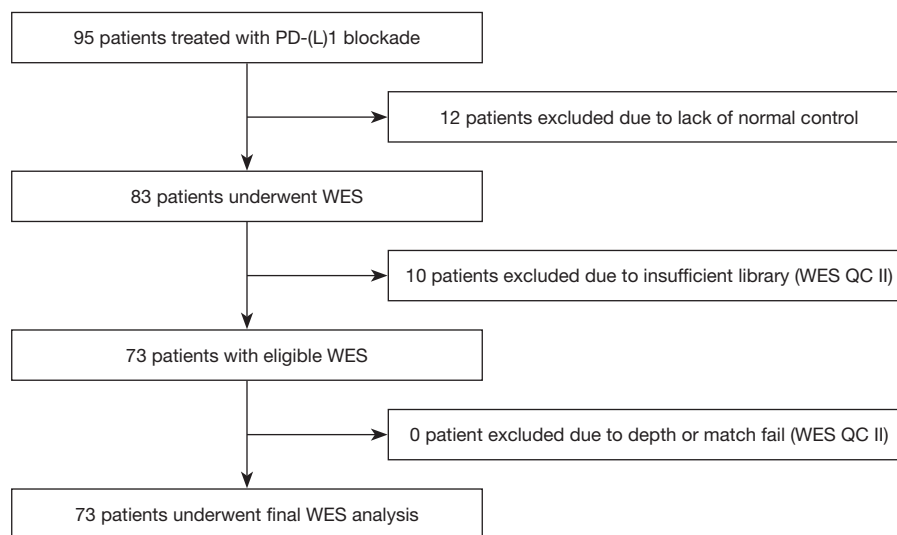 95 patients treated with PD-(L)1 blockade
12 patients excluded due to lack of normal control
83 patients underwent WES
10 patients excluded due to insufficient library (WES QC II)
73 patients with eligible WES
0 patient excluded due to depth or match fail (WES QC II)
73 patients underwent final WES analysis